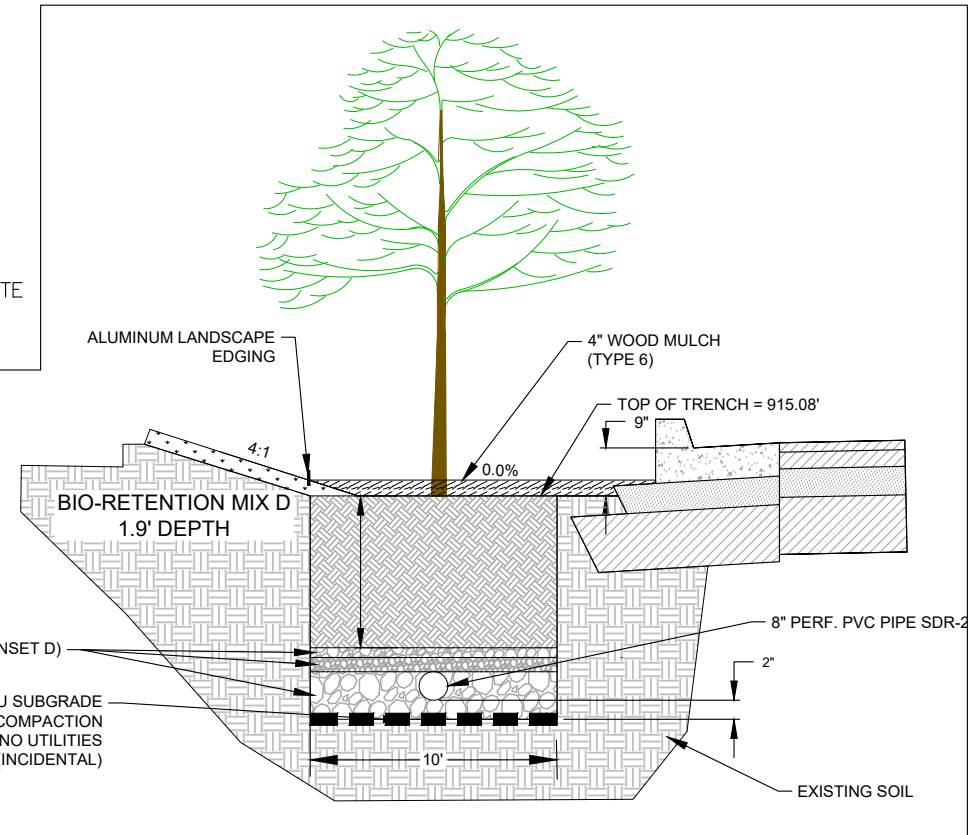 TE
ALUMINUM LANDSCAPE
EDGING
4" WOOD MULCH
(TYPE 6)
TOP OF TRENCH = 915.08'
9"
4:1
0.0%
BIO-RETENTION MIX D
1.9' DEPTH
NSET D)
8" PERF. PVC PIPE SDR-2
2"
U SUBGRADE
COMPACTION
NO UTILITIES
(INCIDENTAL)
10'
EXISTING SOIL